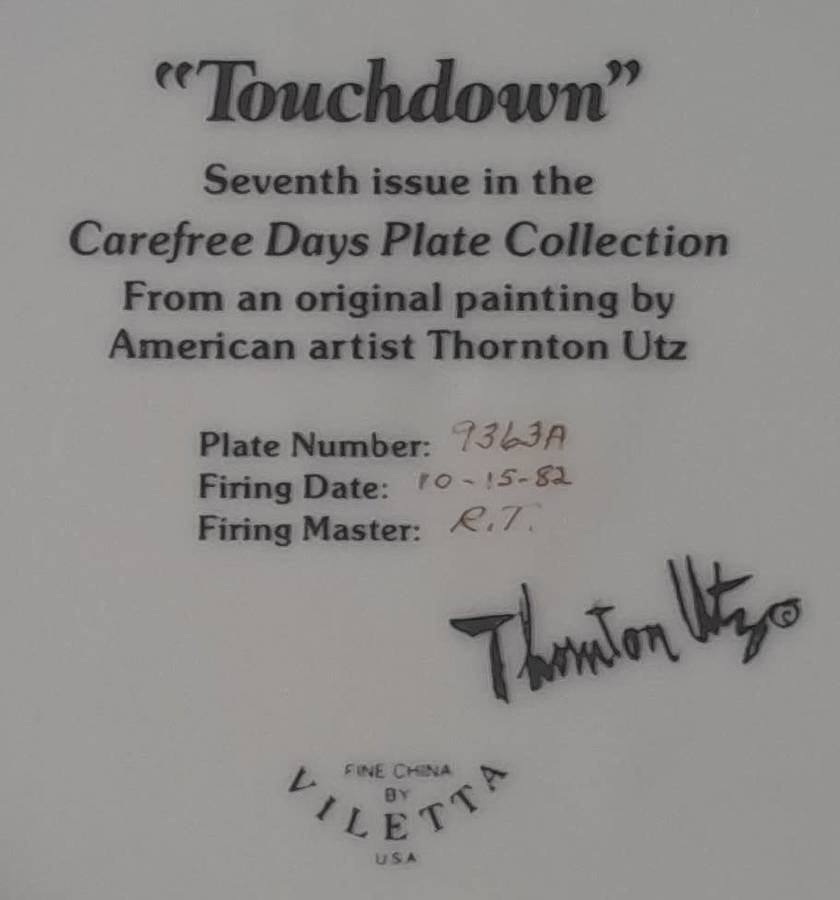 “Touchdown”
Seventh issue in the
Carefree Days Plate Collection
From an original painting by
American artist Thornton Utz
Plate Number: 9363A
Firing Date: 10-15-82
Firing Master: R.T.
Thornton Utz ©
FINE CHINA
BY
VILETTA
USA